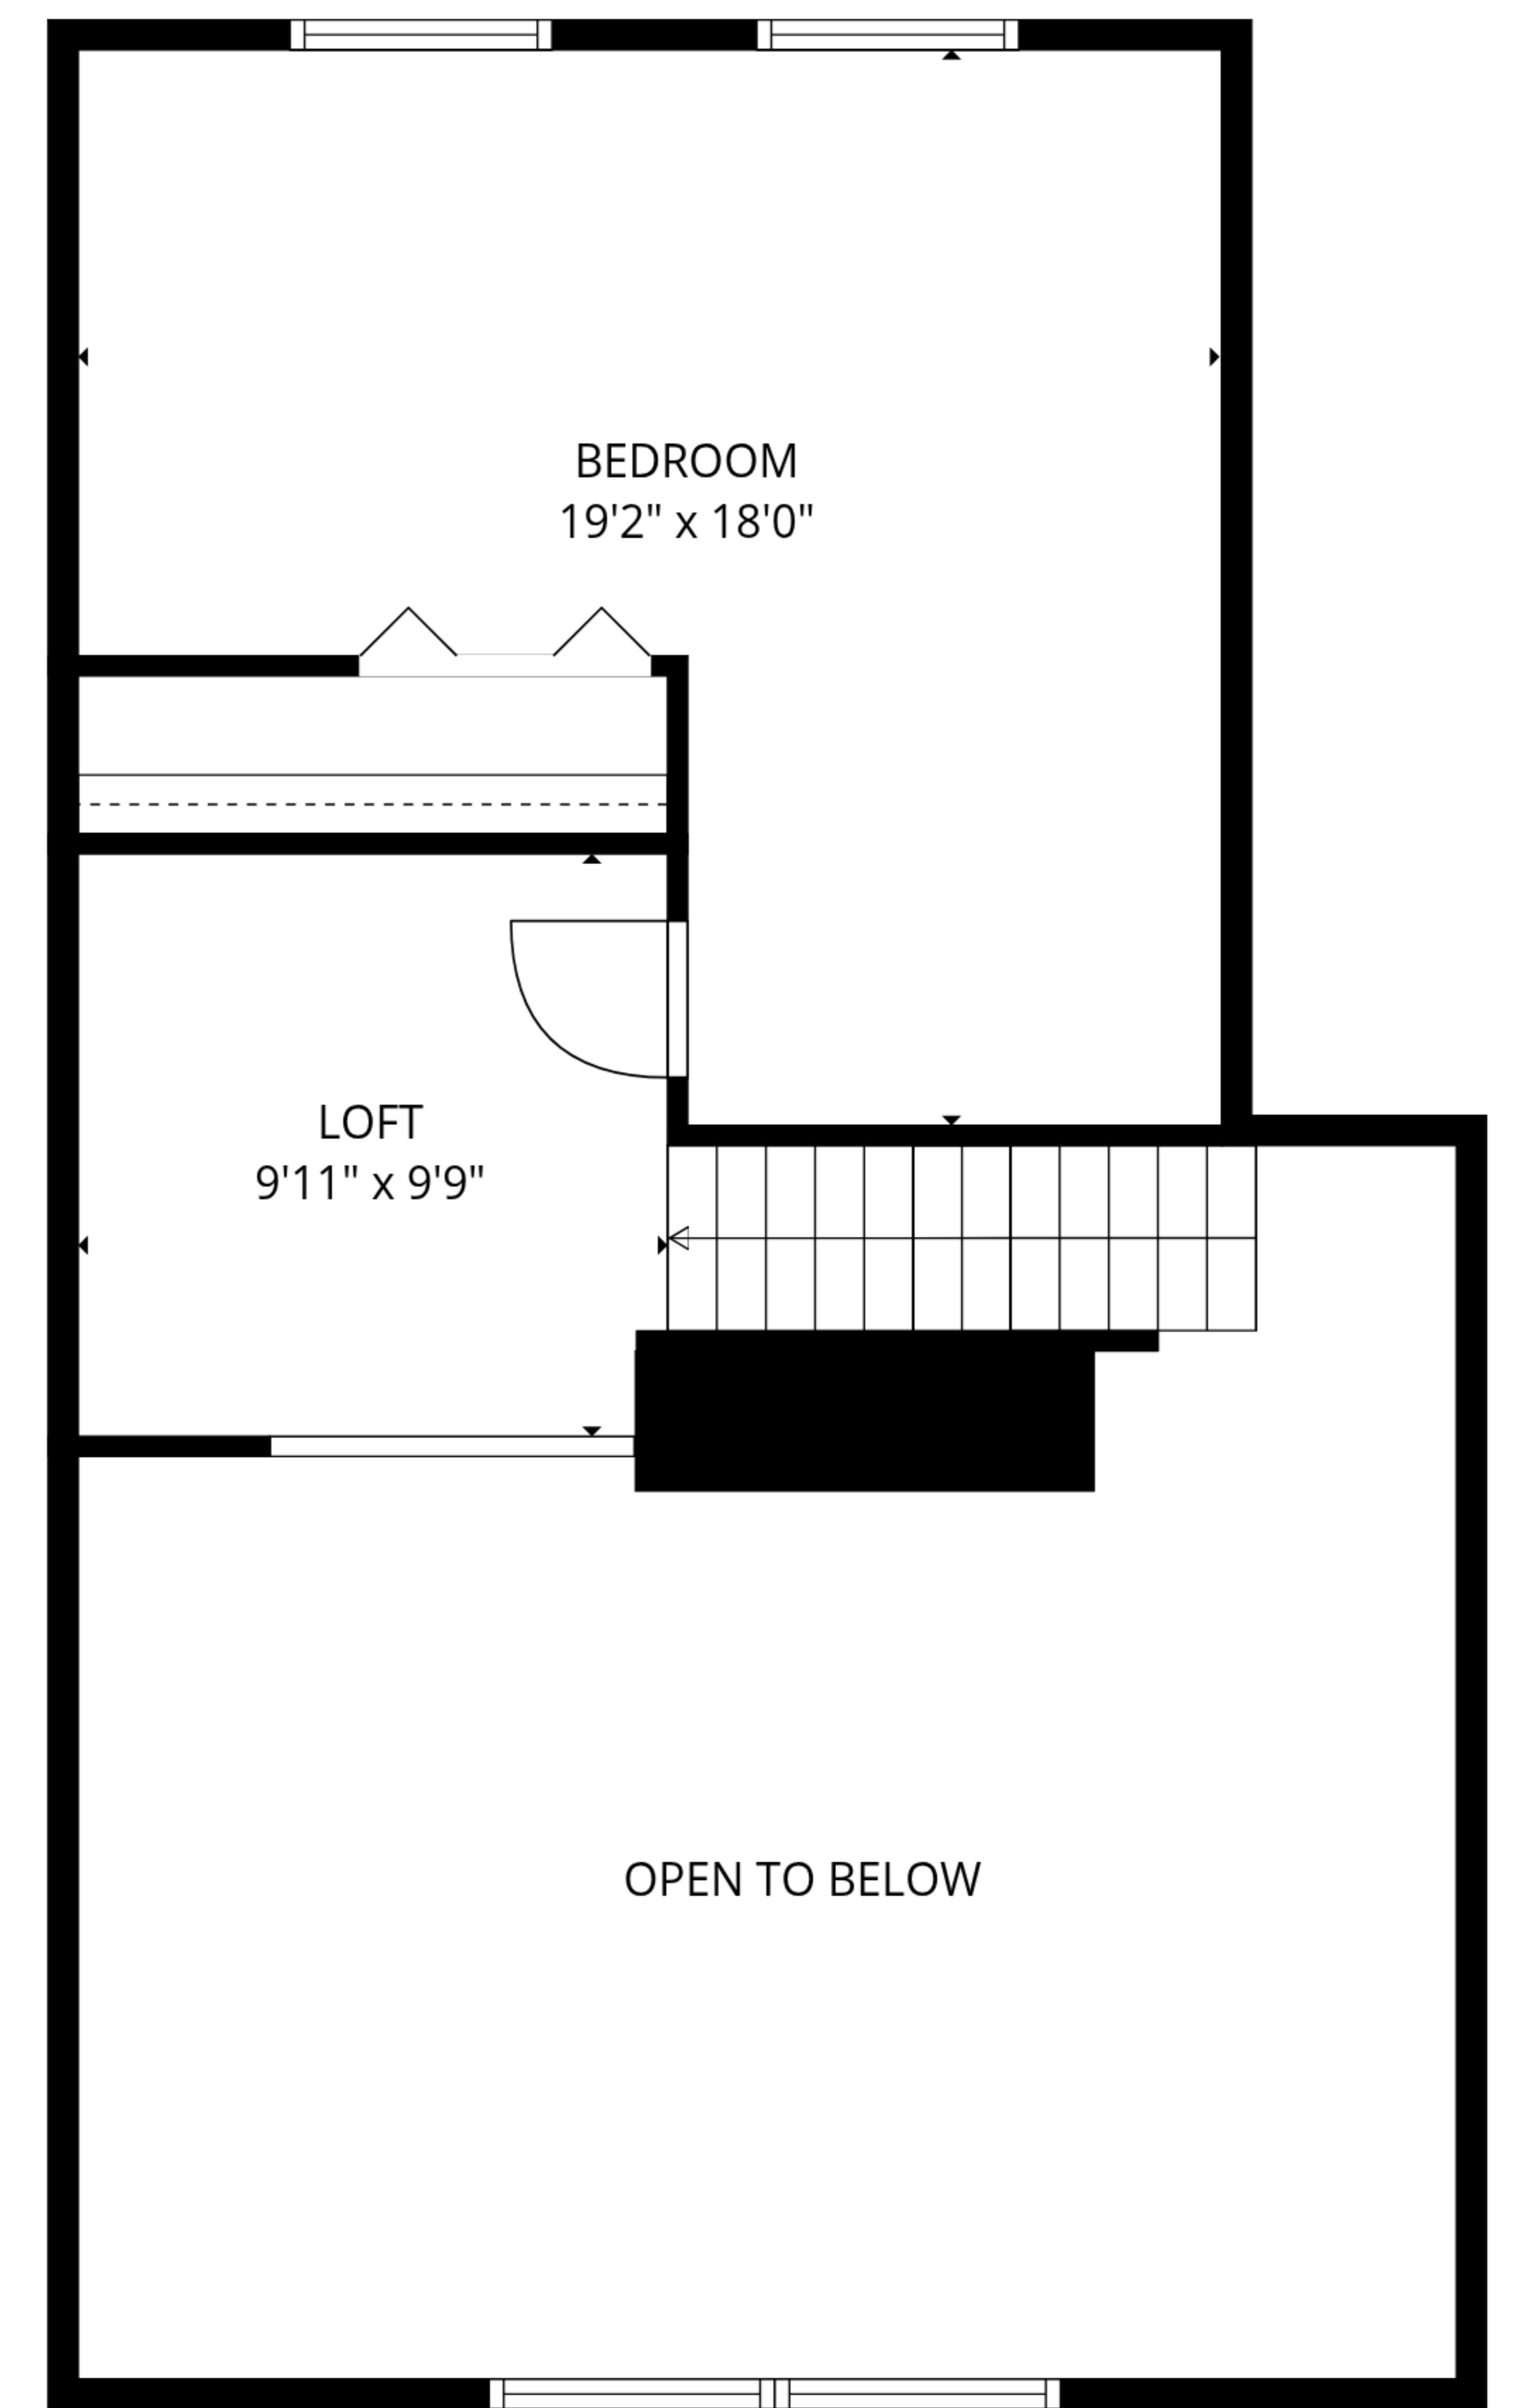 BEDROOM
19'2" x 18'0"
LOFT
9'11" x 9'9"
OPEN TO BELOW